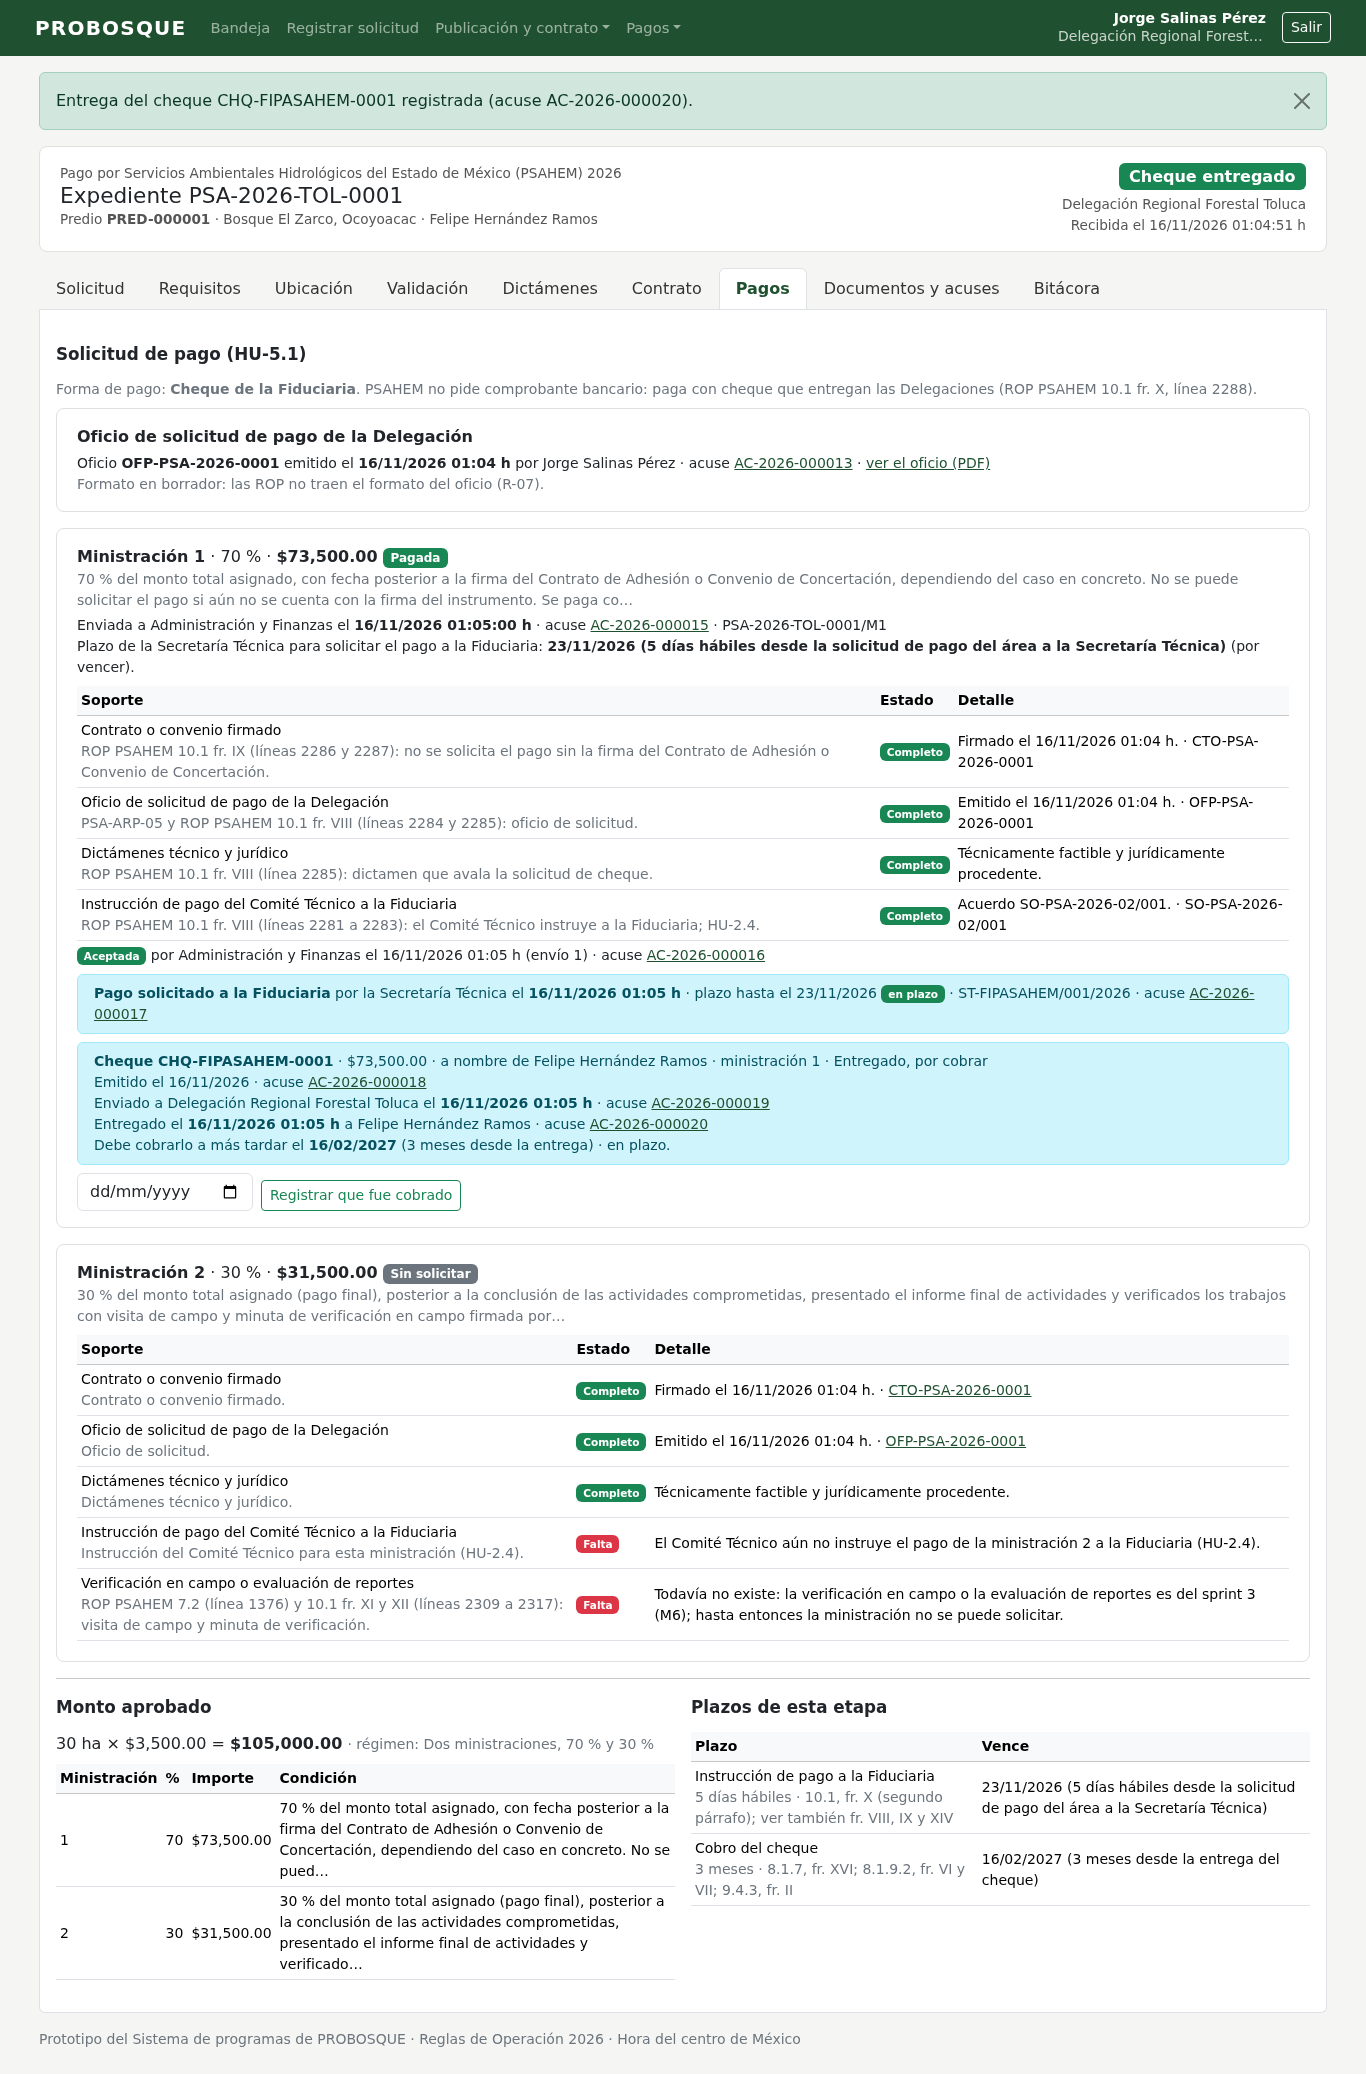 PROBOSQUE Bandeja Registrar solicitud Publicación y contrato Pagos
Jorge Salinas Pérez
Delegación Regional Forest…
Salir
Entrega del cheque CHQ-FIPASAHEM-0001 registrada (acuse AC-2026-000020).
Pago por Servicios Ambientales Hidrológicos del Estado de México (PSAHEM) 2026
Expediente PSA-2026-TOL-0001
Predio PRED-000001 · Bosque El Zarco, Ocoyoacac · Felipe Hernández Ramos
Cheque entregado
Delegación Regional Forestal Toluca
Recibida el 16/11/2026 01:04:51 h
Solicitud Requisitos Ubicación Validación Dictámenes Contrato Pagos Documentos y acuses Bitácora
Solicitud de pago (HU-5.1)
Forma de pago: Cheque de la Fiduciaria. PSAHEM no pide comprobante bancario: paga con cheque que entregan las Delegaciones (ROP PSAHEM 10.1 fr. X, línea 2288).
Oficio de solicitud de pago de la Delegación
Oficio OFP-PSA-2026-0001 emitido el 16/11/2026 01:04 h por Jorge Salinas Pérez · acuse AC-2026-000013 · ver el oficio (PDF)
Formato en borrador: las ROP no traen el formato del oficio (R-07).
Ministración 1 · 70 % · $73,500.00 Pagada
70 % del monto total asignado, con fecha posterior a la firma del Contrato de Adhesión o Convenio de Concertación, dependiendo del caso en concreto. No se puede
solicitar el pago si aún no se cuenta con la firma del instrumento. Se paga co…
Enviada a Administración y Finanzas el 16/11/2026 01:05:00 h · acuse AC-2026-000015 · PSA-2026-TOL-0001/M1
Plazo de la Secretaría Técnica para solicitar el pago a la Fiduciaria: 23/11/2026 (5 días hábiles desde la solicitud de pago del área a la Secretaría Técnica) (por
vencer).
Soporte Estado Detalle
Contrato o convenio firmado
ROP PSAHEM 10.1 fr. IX (líneas 2286 y 2287): no se solicita el pago sin la firma del Contrato de Adhesión o
Convenio de Concertación.
Completo
Firmado el 16/11/2026 01:04 h. · CTO-PSA-
2026-0001
Oficio de solicitud de pago de la Delegación
PSA-ARP-05 y ROP PSAHEM 10.1 fr. VIII (líneas 2284 y 2285): oficio de solicitud.
Completo
Emitido el 16/11/2026 01:04 h. · OFP-PSA-
2026-0001
Dictámenes técnico y jurídico
ROP PSAHEM 10.1 fr. VIII (línea 2285): dictamen que avala la solicitud de cheque.
Completo
Técnicamente factible y jurídicamente
procedente.
Instrucción de pago del Comité Técnico a la Fiduciaria
ROP PSAHEM 10.1 fr. VIII (líneas 2281 a 2283): el Comité Técnico instruye a la Fiduciaria; HU-2.4.
Completo
Acuerdo SO-PSA-2026-02/001. · SO-PSA-2026-
02/001
Aceptada por Administración y Finanzas el 16/11/2026 01:05 h (envío 1) · acuse AC-2026-000016
Pago solicitado a la Fiduciaria por la Secretaría Técnica el 16/11/2026 01:05 h · plazo hasta el 23/11/2026 en plazo · ST-FIPASAHEM/001/2026 · acuse AC-2026-
000017
Cheque CHQ-FIPASAHEM-0001 · $73,500.00 · a nombre de Felipe Hernández Ramos · ministración 1 · Entregado, por cobrar
Emitido el 16/11/2026 · acuse AC-2026-000018
Enviado a Delegación Regional Forestal Toluca el 16/11/2026 01:05 h · acuse AC-2026-000019
Entregado el 16/11/2026 01:05 h a Felipe Hernández Ramos · acuse AC-2026-000020
Debe cobrarlo a más tardar el 16/02/2027 (3 meses desde la entrega) · en plazo.
dd/mm/yyyy Registrar que fue cobrado
Ministración 2 · 30 % · $31,500.00 Sin solicitar
30 % del monto total asignado (pago final), posterior a la conclusión de las actividades comprometidas, presentado el informe final de actividades y verificados los trabajos
con visita de campo y minuta de verificación en campo firmada por…
Soporte Estado Detalle
Contrato o convenio firmado
Contrato o convenio firmado.
Completo
Firmado el 16/11/2026 01:04 h. · CTO-PSA-2026-0001
Oficio de solicitud de pago de la Delegación
Oficio de solicitud.
Completo
Emitido el 16/11/2026 01:04 h. · OFP-PSA-2026-0001
Dictámenes técnico y jurídico
Dictámenes técnico y jurídico.
Completo
Técnicamente factible y jurídicamente procedente.
Instrucción de pago del Comité Técnico a la Fiduciaria
Instrucción del Comité Técnico para esta ministración (HU-2.4).
Falta
El Comité Técnico aún no instruye el pago de la ministración 2 a la Fiduciaria (HU-2.4).
Verificación en campo o evaluación de reportes
ROP PSAHEM 7.2 (línea 1376) y 10.1 fr. XI y XII (líneas 2309 a 2317):
visita de campo y minuta de verificación.
Falta
Todavía no existe: la verificación en campo o la evaluación de reportes es del sprint 3
(M6); hasta entonces la ministración no se puede solicitar.
Monto aprobado
30 ha × $3,500.00 = $105,000.00 · régimen: Dos ministraciones, 70 % y 30 %
Ministración % Importe Condición
1 70 $73,500.00
70 % del monto total asignado, con fecha posterior a la
firma del Contrato de Adhesión o Convenio de
Concertación, dependiendo del caso en concreto. No se
pued…
2 30 $31,500.00
30 % del monto total asignado (pago final), posterior a
la conclusión de las actividades comprometidas,
presentado el informe final de actividades y
verificado…
Plazos de esta etapa
Plazo Vence
Instrucción de pago a la Fiduciaria
5 días hábiles · 10.1, fr. X (segundo
párrafo); ver también fr. VIII, IX y XIV
23/11/2026 (5 días hábiles desde la solicitud
de pago del área a la Secretaría Técnica)
Cobro del cheque
3 meses · 8.1.7, fr. XVI; 8.1.9.2, fr. VI y
VII; 9.4.3, fr. II
16/02/2027 (3 meses desde la entrega del
cheque)
Prototipo del Sistema de programas de PROBOSQUE · Reglas de Operación 2026 · Hora del centro de México